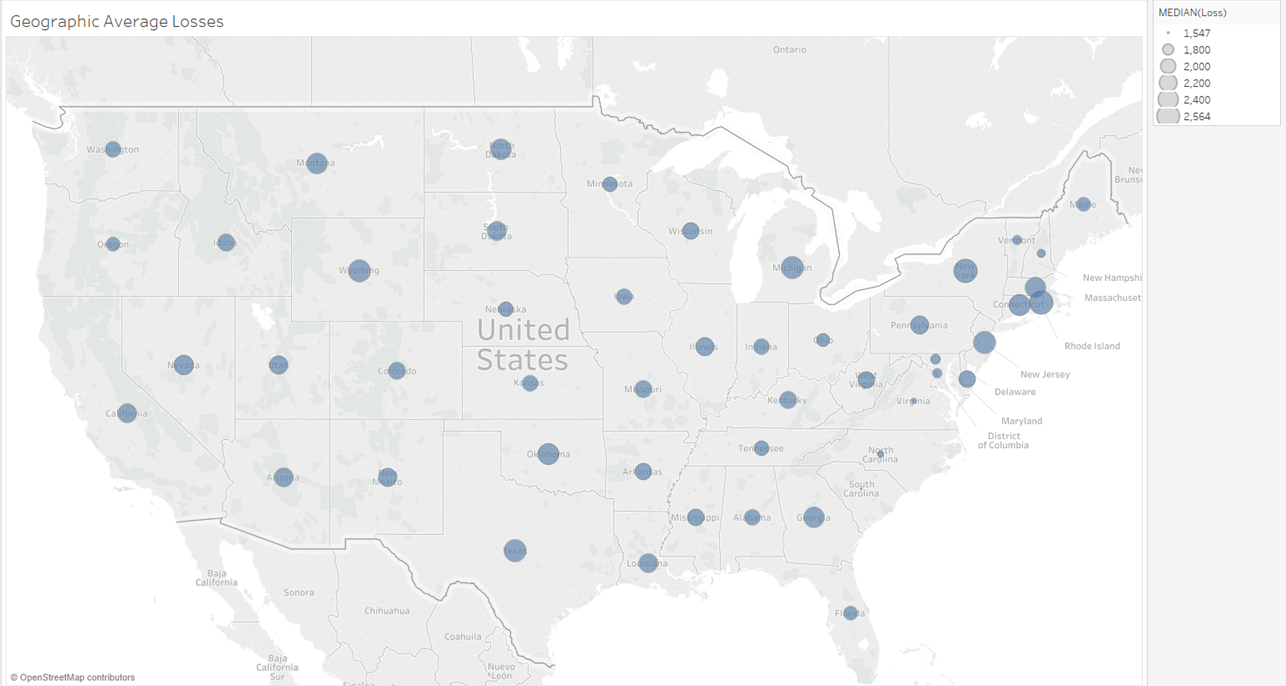 Geographic Average Losses
MEDIAN(Loss)
1,547
1,800
2,000
2,200
2,400
2,564
Ontario
Washington
Montana
North
Dakota
Minnesota
Oregon
Idaho
South
Dakota
Wisconsin
Michigan
Wyoming
New
York
Vermont
Maine
New
Brunsv
New Hampshi
Massachuset
Connecticut
Rhode Island
Nebraska
Iowa
United
States
Pennsylvania
Nevada
Utah
Colorado
Kansas
Missouri
Illinois
Indiana
Ohio
West
Virginia
New Jersey
Delaware
Maryland
District
of Columbia
Virginia
Kentucky
California
Arizona
New
Mexico
Oklahoma
Arkansas
Tennessee
North
Carolina
South
Carolina
Mississippi
Alabama
Georgia
Texas
Louisiana
Florida
Baja
California
Sonora
Chihuahua
Coahuila
Baja
California
Sur
Nuevo
León
© OpenStreetMap contributors